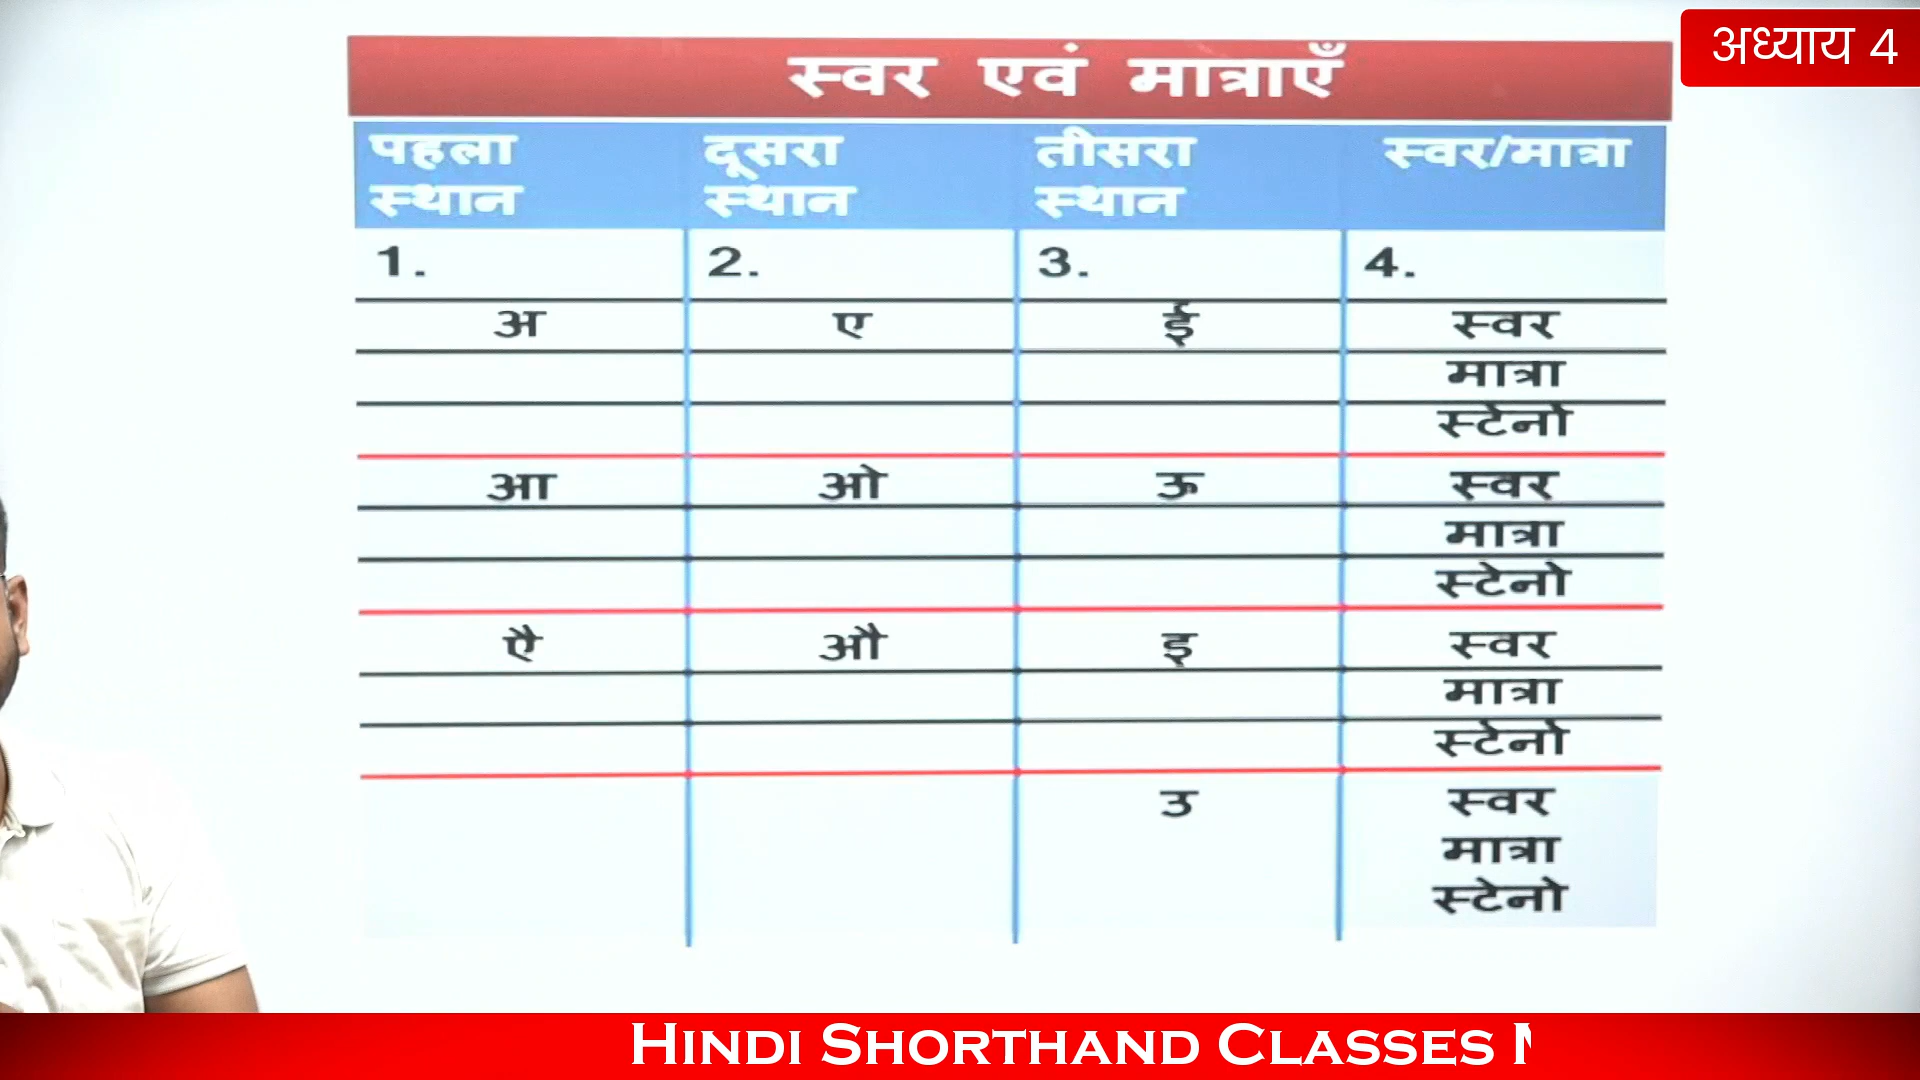 अध्याय 4
स्वर एवं मात्राएँ
पहला स्थान दूसरा स्थान तीसरा स्थान स्वर/मात्रा
1. 2. 3. 4.
अ ए ई स्वर
मात्रा
स्टेनो
आ ओ ऊ स्वर
मात्रा
स्टेनो
ऐ औ इ स्वर
मात्रा
स्टेनो
उ स्वर
मात्रा
स्टेनो
HINDI SHORTHAND CLASSES